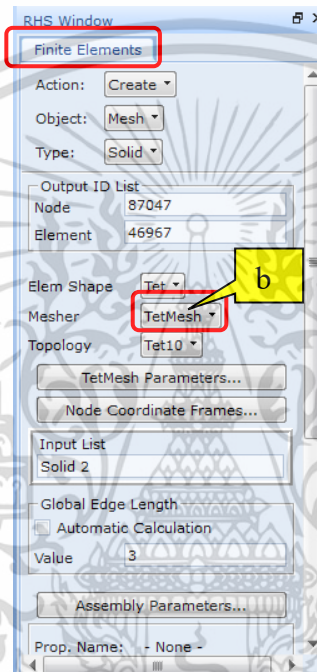 RHS Window
Finite Elements
Action: Create
Object: Mesh
Type: Solid
Output ID List
Node 87047
Element 46967
Elem Shape Tet
b
Mesher TetMesh
Topology Tet10
TetMesh Parameters...
Node Coordinate Frames...
Input List
Solid 2
Global Edge Length
Automatic Calculation
Value 3
Assembly Parameters...
Prop. Name: - None -